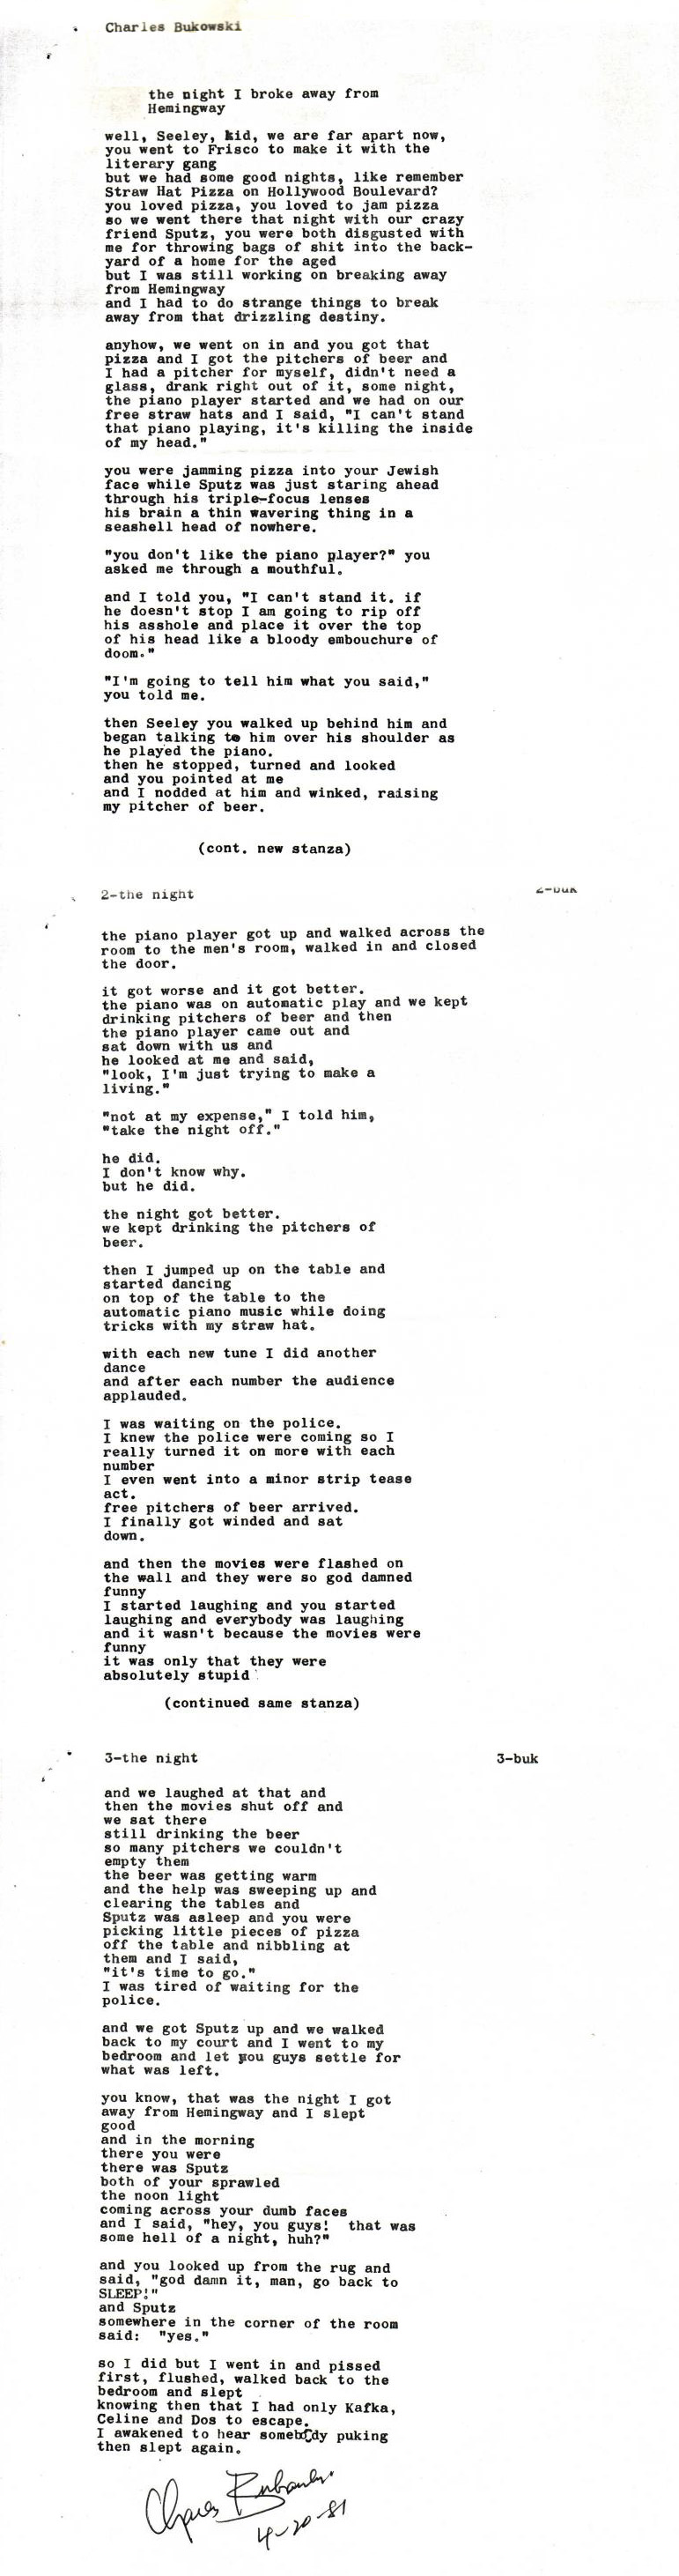 Charles Bukowski
the night I broke away from
Hemingway
well, Seeley, kid, we are far apart now,
you went to Frisco to make it with the
literary gang
but we had some good nights, like remember
Straw Hat Pizza on Hollywood Boulevard?
you loved pizza, you loved to jam pizza
so we went there that night with our crazy
friend Sputz, you were both disgusted with
me for throwing bags of shit into the back-
yard of a home for the aged
but I was still working on breaking away
from Hemingway
and I had to do strange things to break
away from that drizzling destiny.
anyhow, we went on in and you got that
pizza and I got the pitchers of beer and
I had a pitcher for myself, didn't need a
glass, drank right out of it, some night,
the piano player started and we had on our
free straw hats and I said, "I can't stand
that piano playing, it's killing the inside
of my head."
you were jamming pizza into your Jewish
face while Sputz was just staring ahead
through his triple-focus lenses
his brain a thin wavering thing in a
seashell head of nowhere.
"you don't like the piano player?" you
asked me through a mouthful.
and I told you, "I can't stand it. if
he doesn't stop I am going to rip off
his asshole and place it over the top
of his head like a bloody embouchure of
doom."
"I'm going to tell him what you said,"
you told me.
then Seeley you walked up behind him and
began talking to him over his shoulder as
he played the piano.
then he stopped, turned and looked
and you pointed at me
and I nodded at him and winked, raising
my pitcher of beer.
(cont. new stanza)
2-the night 2-buk
the piano player got up and walked across the
room to the men's room, walked in and closed
the door.
it got worse and it got better.
the piano was on automatic play and we kept
drinking pitchers of beer and then
the piano player came out and
sat down with us and
he looked at me and said,
"look, I'm just trying to make a
living."
"not at my expense," I told him,
"take the night off."
he did.
I don't know why.
but he did.
the night got better.
we kept drinking the pitchers of
beer.
then I jumped up on the table and
started dancing
on top of the table to the
automatic piano music while doing
tricks with my straw hat.
with each new tune I did another
dance
and after each number the audience
applauded.
I was waiting on the police.
I knew the police were coming so I
really turned it on more with each
number
I even went into a minor strip tease
act.
free pitchers of beer arrived.
I finally got winded and sat
down.
and then the movies were flashed on
the wall and they were so god damned
funny
I started laughing and you started
laughing and everybody was laughing
and it wasn't because the movies were
funny
it was only that they were
absolutely stupid
(continued same stanza)
3-the night 3-buk
and we laughed at that and
then the movies shut off and
we sat there
still drinking the beer
so many pitchers we couldn't
empty them
the beer was getting warm
and the help was sweeping up and
clearing the tables and
Sputz was asleep and you were
picking little pieces of pizza
off the table and nibbling at
them and I said,
"it's time to go."
I was tired of waiting for the
police.
and we got Sputz up and we walked
back to my court and I went to my
bedroom and let you guys settle for
what was left.
you know, that was the night I got
away from Hemingway and I slept
good
and in the morning
there you were
there was Sputz
both of your sprawled
the noon light
coming across your dumb faces
and I said, "hey, you guys! that was
some hell of a night, huh?"
and you looked up from the rug and
said, "god damn it, man, go back to
SLEEP!"
and Sputz
somewhere in the corner of the room
said: "yes."
so I did but I went in and pissed
first, flushed, walked back to the
bedroom and slept
knowing then that I had only Kafka,
Celine and Dos to escape.
I awakened to hear somebody puking
then slept again.
Charles Bukowski
4-20-81